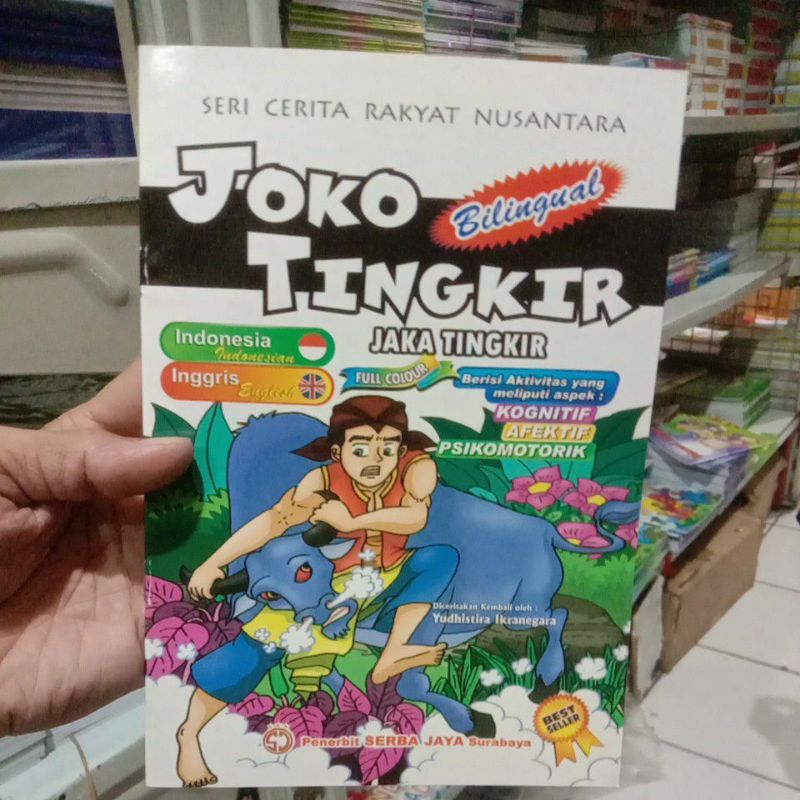 SERI CERITA RAKYAT NUSANTARA
JOKO
Bilingual
TINGKIR
JAKA TINGKIR
Indonesia
Indonesian
Inggris
English
FULL COLOUR
Berisi Aktivitas yang
meliputi aspek :
KOGNITIF
AFEKTIF
PSIKOMOTORIK
Diceritakan Kembali oleh :
Yudhistira Ikranegara
BEST
SELLER
Penerbit SERBA JAYA Surabaya